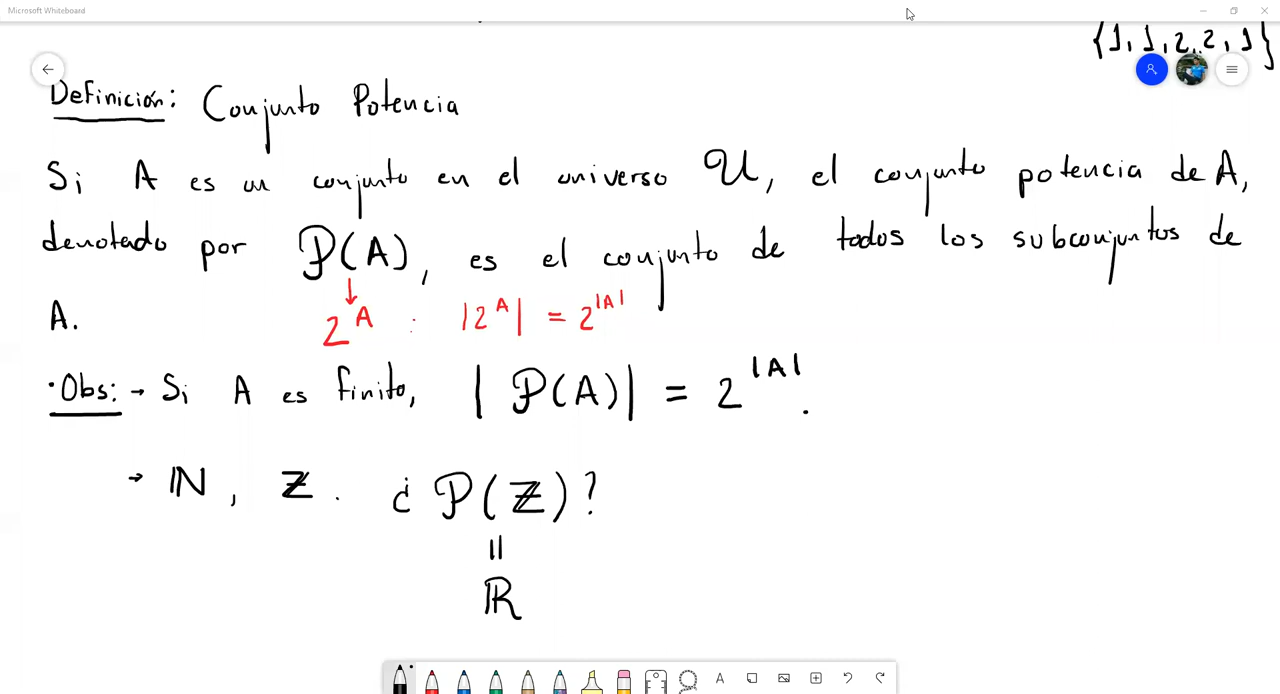 Microsoft Whiteboard
{1, 1, 2, 2, 1}
Definición: Conjunto Potencia
Si A es un conjunto en el universo 𝒰, el conjunto potencia de A,
denotado por 𝒫(A), es el conjunto de todos los subconjuntos de
A.
↓
2^A : |2^A| = 2^|A|
· Obs: → Si A es finito, |𝒫(A)| = 2^|A|.
→ ℕ, ℤ. ¿𝒫(ℤ)?
||
ℝ
A